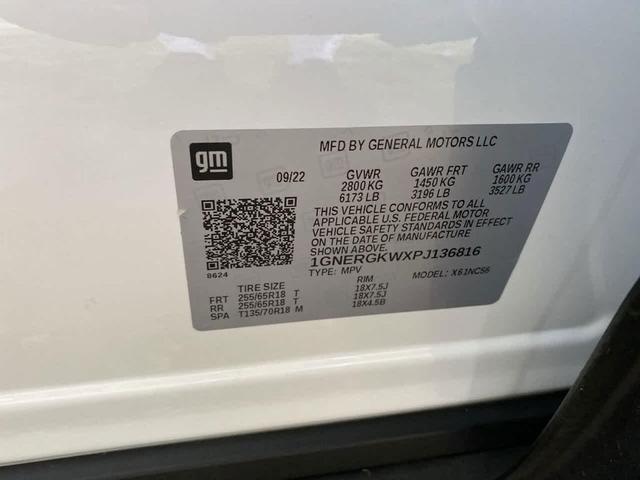 MFD BY GENERAL MOTORS LLC
gm
09/22 GVWR GAWR FRT GAWR RR
2800 KG 1450 KG 1600 KG
6173 LB 3196 LB 3527 LB
THIS VEHICLE CONFORMS TO ALL
APPLICABLE U.S. FEDERAL MOTOR
VEHICLE SAFETY STANDARDS IN EFFECT
ON THE DATE OF MANUFACTURE
SHOWN ABOVE.
1GNERGKWXPJ136816
8624 TYPE: MPV MODEL: X61NCS6
TIRE SIZE RIM
FRT 255/65R18 T 18X7.5J
RR 255/65R18 T 18X7.5J
SPA T135/70R18 M 18X4.5B